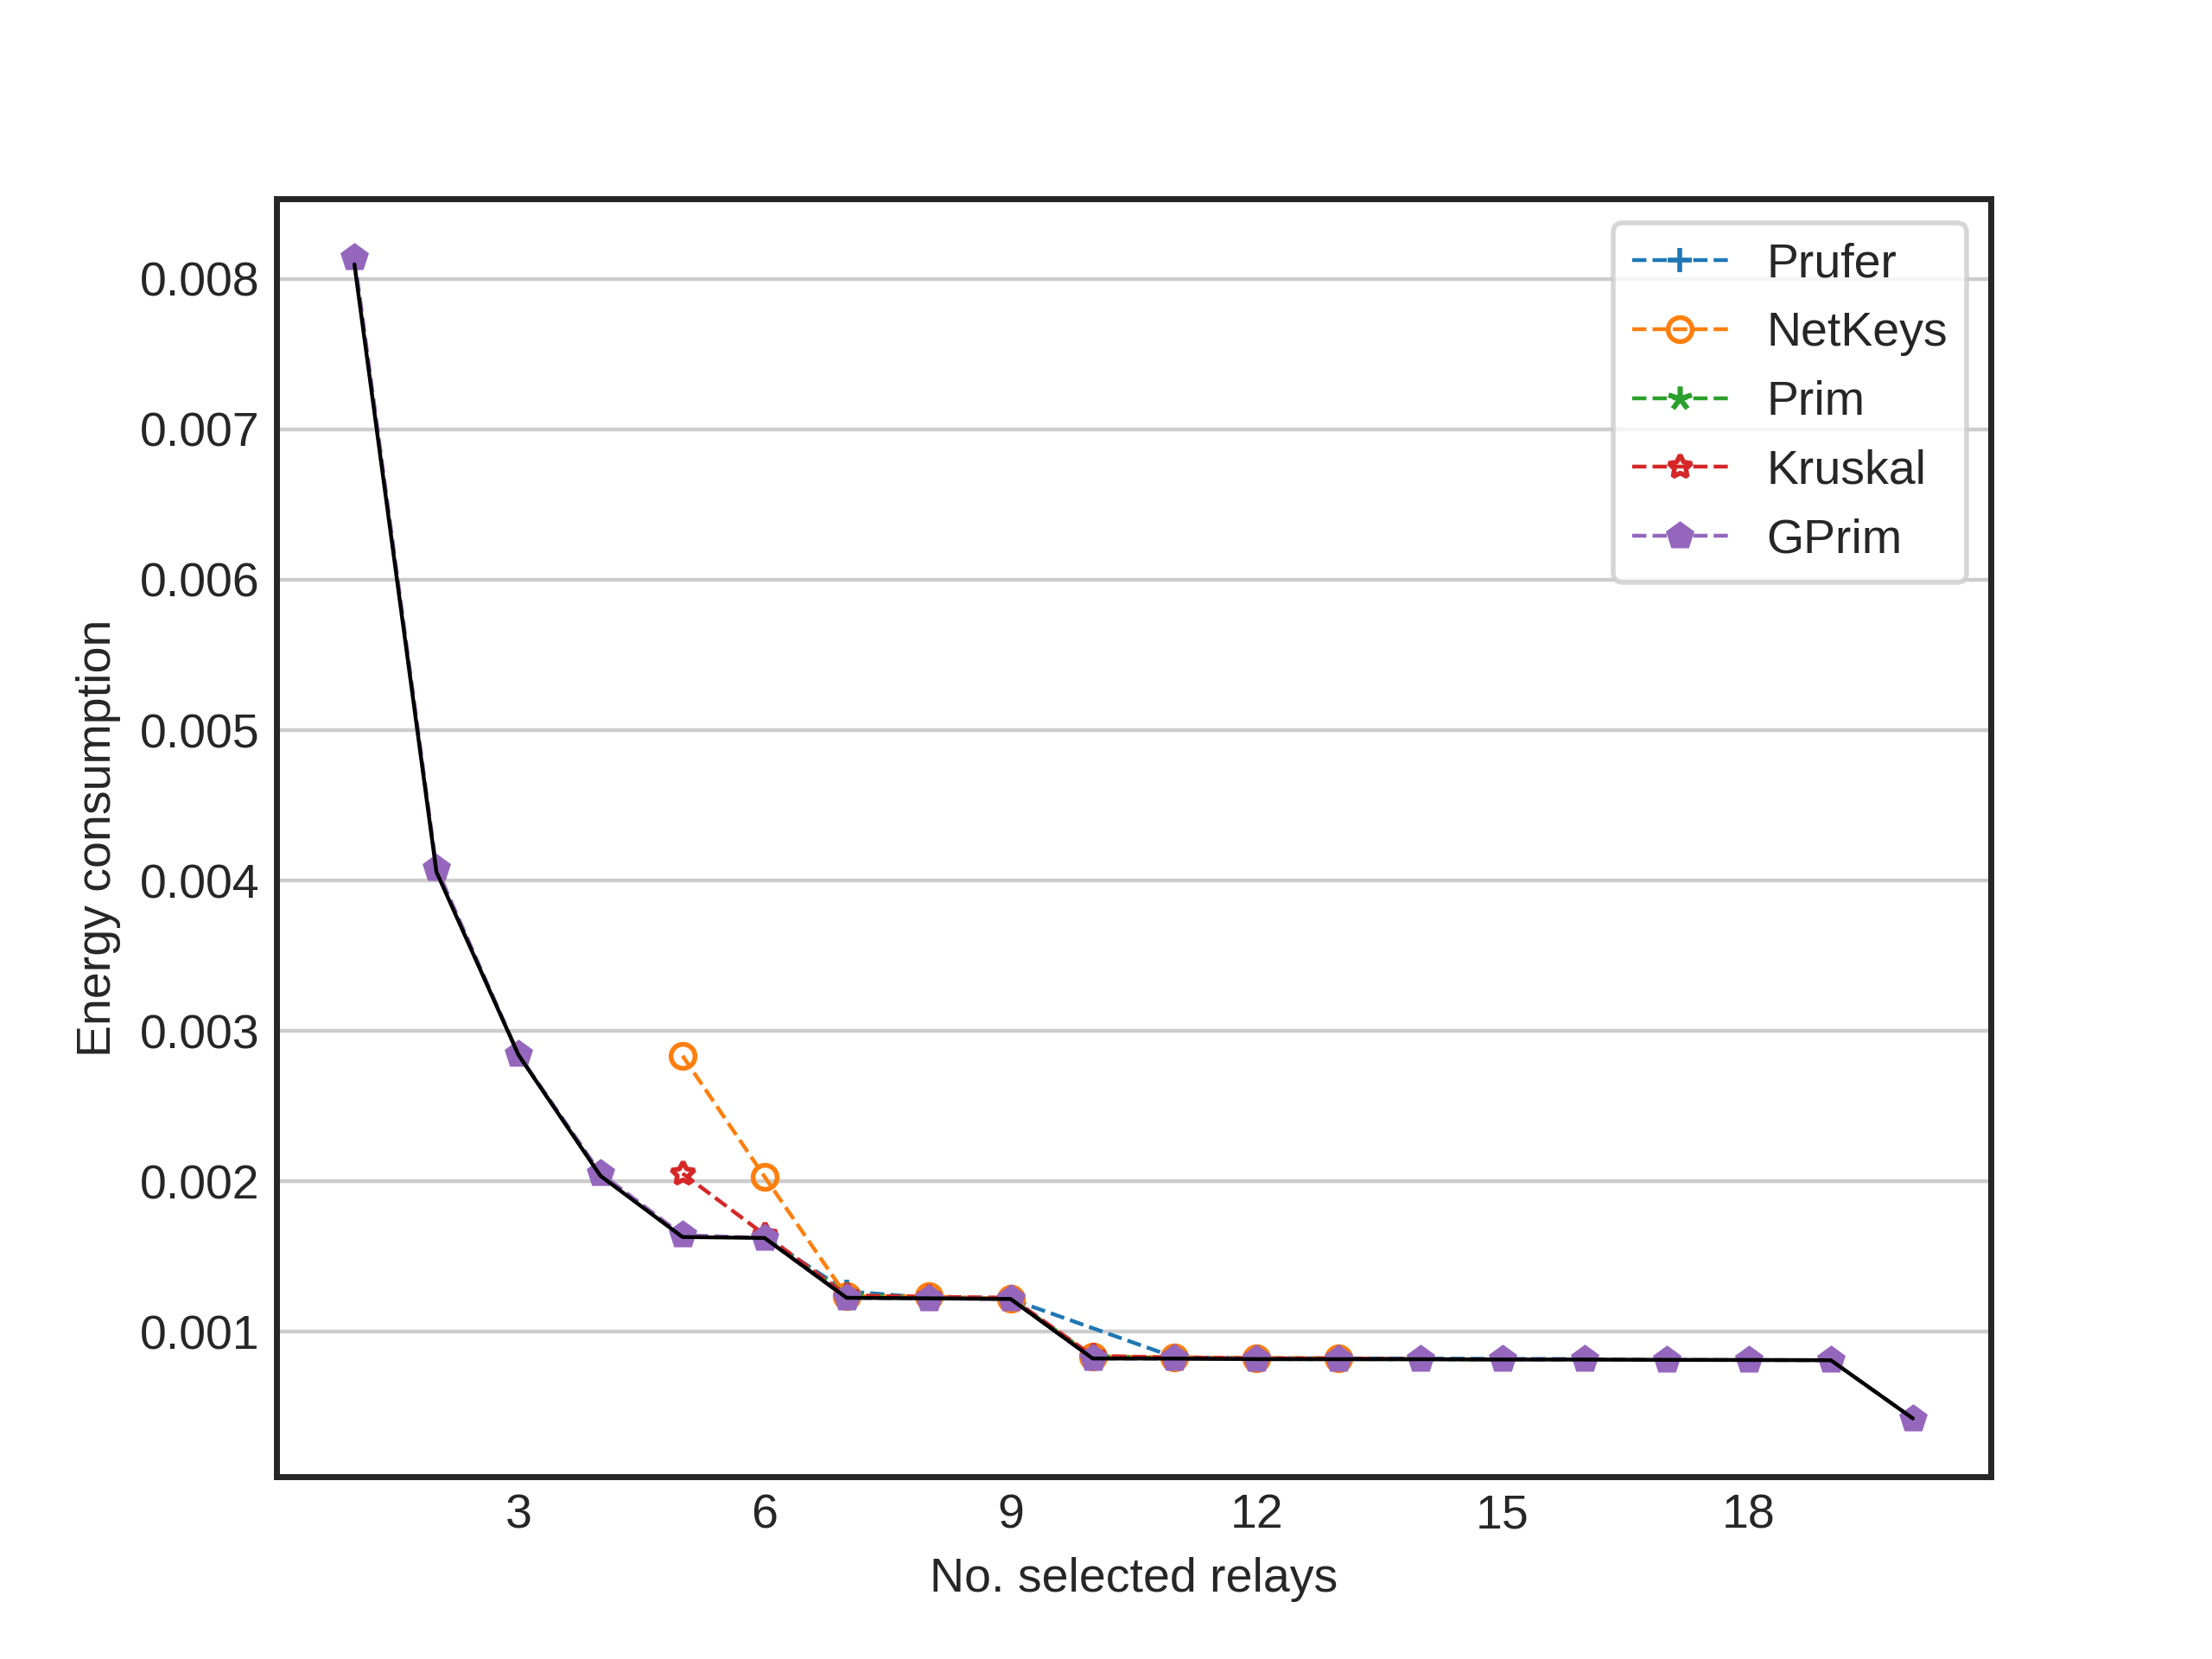 Prufer
NetKeys
Prim
Kruskal
GPrim
Energy consumption
0.008
0.007
0.006
0.005
0.004
0.003
0.002
0.001
3 6 9 12 15 18
No. selected relays